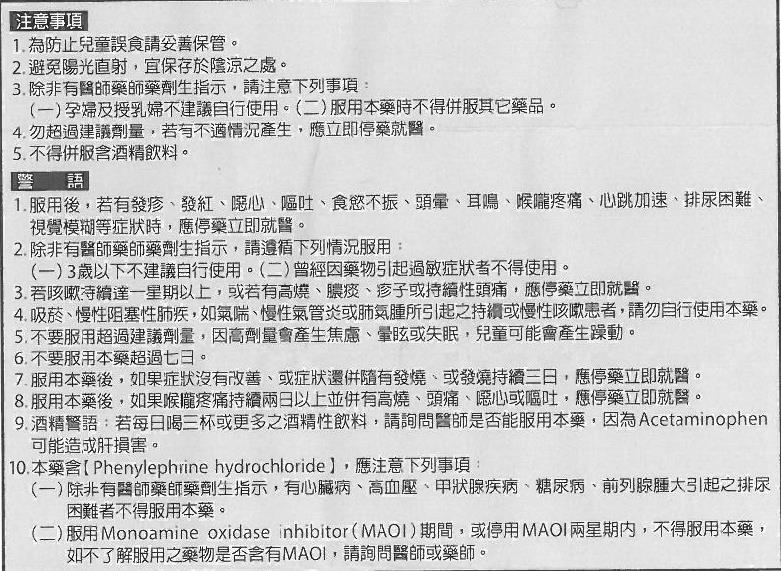 注意事項
1.為防止兒童誤食請妥善保管。
2.避免陽光直射，宜保存於陰涼之處。
3.除非有醫師藥師藥劑生指示，請注意下列事項：
(一)孕婦及授乳婦不建議自行使用。(二)服用本藥時不得併服其它藥品。
4.勿超過建議劑量，若有不適情況產生，應立即停藥就醫。
5.不得併服含酒精飲料。
警 語
1.服用後，若有發疹、發紅、噁心、嘔吐、食慾不振、頭暈、耳鳴、喉嚨疼痛、心跳加速、排尿困難、
視覺模糊等症狀時，應停藥立即就醫。
2.除非有醫師藥師藥劑生指示，請遵循下列情況服用：
(一)3歲以下不建議自行使用。(二)曾經因藥物引起過敏症狀者不得使用。
3.若咳嗽持續達一星期以上，或若有高燒、膿痰、疹子或持續性頭痛，應停藥立即就醫。
4.吸菸、慢性阻塞性肺疾，如氣喘、慢性氣管炎或肺氣腫所引起之持續或慢性咳嗽患者，請勿自行使用本藥。
5.不要服用超過建議劑量，因高劑量會產生焦慮、暈眩或失眠，兒童可能會產生躁動。
6.不要服用本藥超過七日。
7.服用本藥後，如果症狀沒有改善、或症狀還併隨有發燒、或發燒持續三日，應停藥立即就醫。
8.服用本藥後，如果喉嚨疼痛持續兩日以上並併有高燒、頭痛、噁心或嘔吐，應停藥立即就醫。
9.酒精警語：若每日喝三杯或更多之酒精性飲料，請詢問醫師是否能服用本藥，因為Acetaminophen
可能造成肝損害。
10.本藥含【Phenylephrine hydrochloride】，應注意下列事項：
(一)除非有醫師藥師藥劑生指示，有心臟病、高血壓、甲狀腺疾病、糖尿病、前列腺腫大引起之排尿
困難者不得服用本藥。
(二)服用Monoamine oxidase inhibitor(MAOI)期間，或停用MAOI兩星期內，不得服用本藥，
如不了解服用之藥物是否含有MAOI，請詢問醫師或藥師。